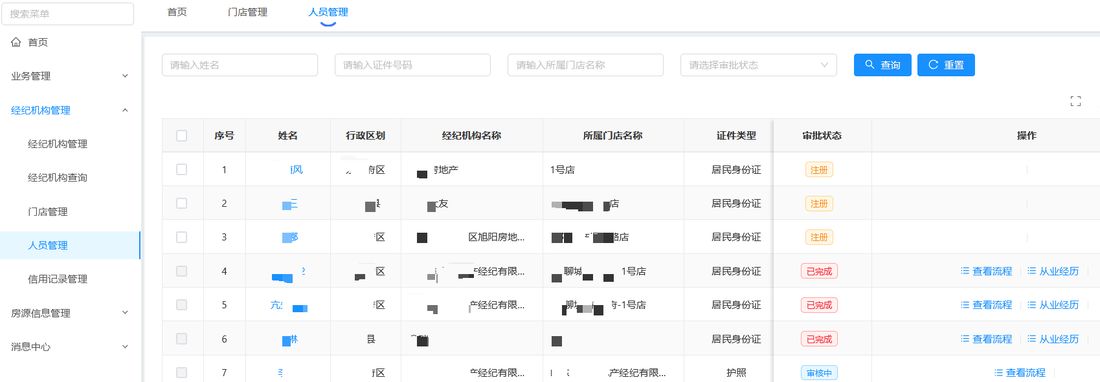 搜索菜单 首页 门店管理 人员管理
首页
请输入姓名 请输入证件号码 请输入所属门店名称 请选择审批状态 查询 重置
业务管理
经纪机构管理
经纪机构管理
经纪机构查询
门店管理
人员管理
信用记录管理
房源信息管理
消息中心
序号 姓名 行政区划 经纪机构名称 所属门店名称 证件类型 审批状态 操作
1 风 区 地产 1号店 居民身份证 注册
2 县 友 店 居民身份证 注册
3 区 区旭阳房地... 店 居民身份证 注册
4 区 产经纪有限... 聊城 1号店 居民身份证 已完成 查看流程 从业经历
5 区 产经纪有限... -1号店 居民身份证 已完成 查看流程 从业经历
6 县 居民身份证 已完成 查看流程 从业经历
7 区 产经纪有限... 产经纪有限... 护照 审核中 查看流程